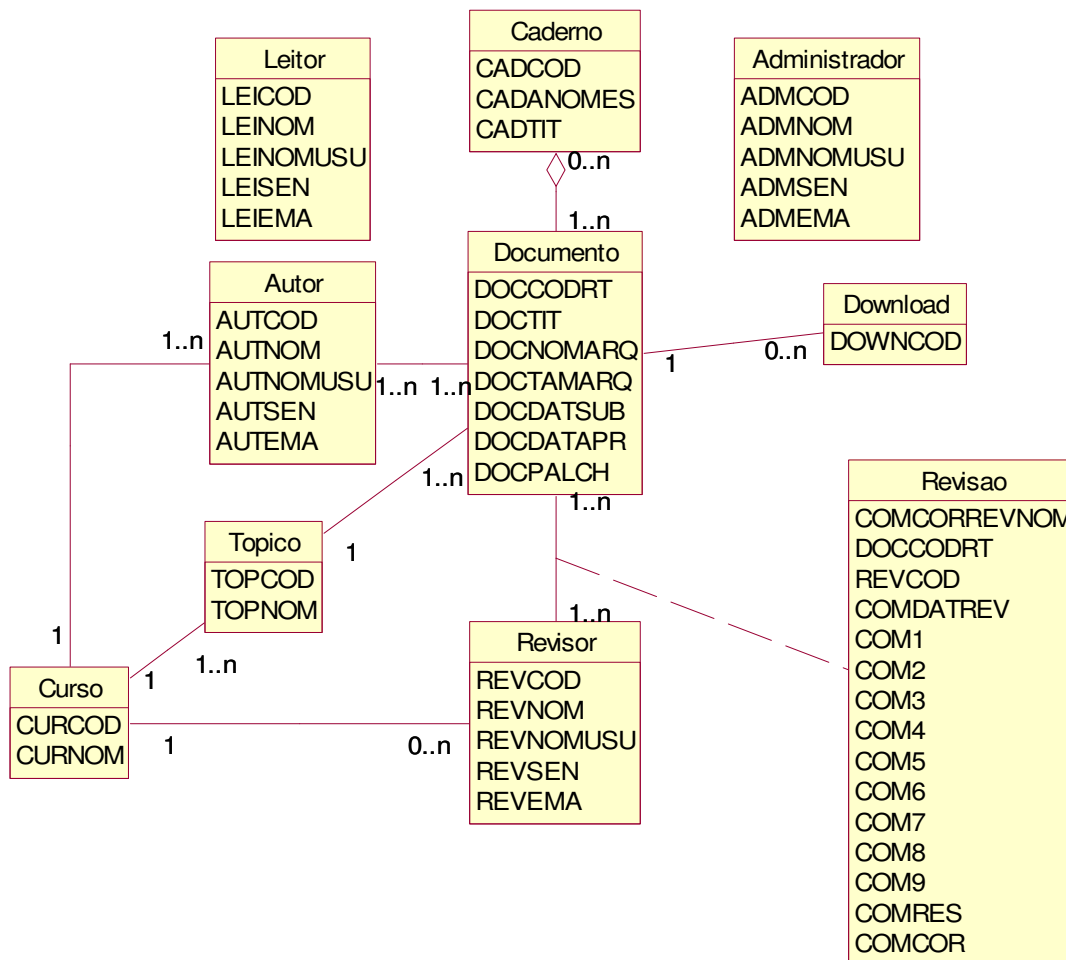 Leitor
LEICOD
LEINOM
LEINOMUSU
LEISEN
LEIEMA
Caderno
CADCOD
CADANOMES
CADTIT
0..n
1..n
Administrador
ADMCOD
ADMNOM
ADMNOMUSU
ADMSEN
ADMEMA
Autor
AUTCOD
AUTNOM
AUTNOMUSU
AUTSEN
AUTEMA
1..n
1..n
1..n
Documento
DOCCODRT
DOCTIT
DOCNOMARQ
DOCTAMARQ
DOCDATSUB
DOCDATAPR
DOCPALCH
1
0..n
Download
DOWNCOD
1..n
1
1..n
1..n
Topico
TOPCOD
TOPNOM
1
1..n
1
Curso
CURCOD
CURNOM
1
0..n
Revisor
REVCOD
REVNOM
REVNOMUSU
REVSEN
REVEMA
Revisao
COMCORREVNOM
DOCCODRT
REVCOD
COMDATREV
COM1
COM2
COM3
COM4
COM5
COM6
COM7
COM8
COM9
COMRES
COMCOR